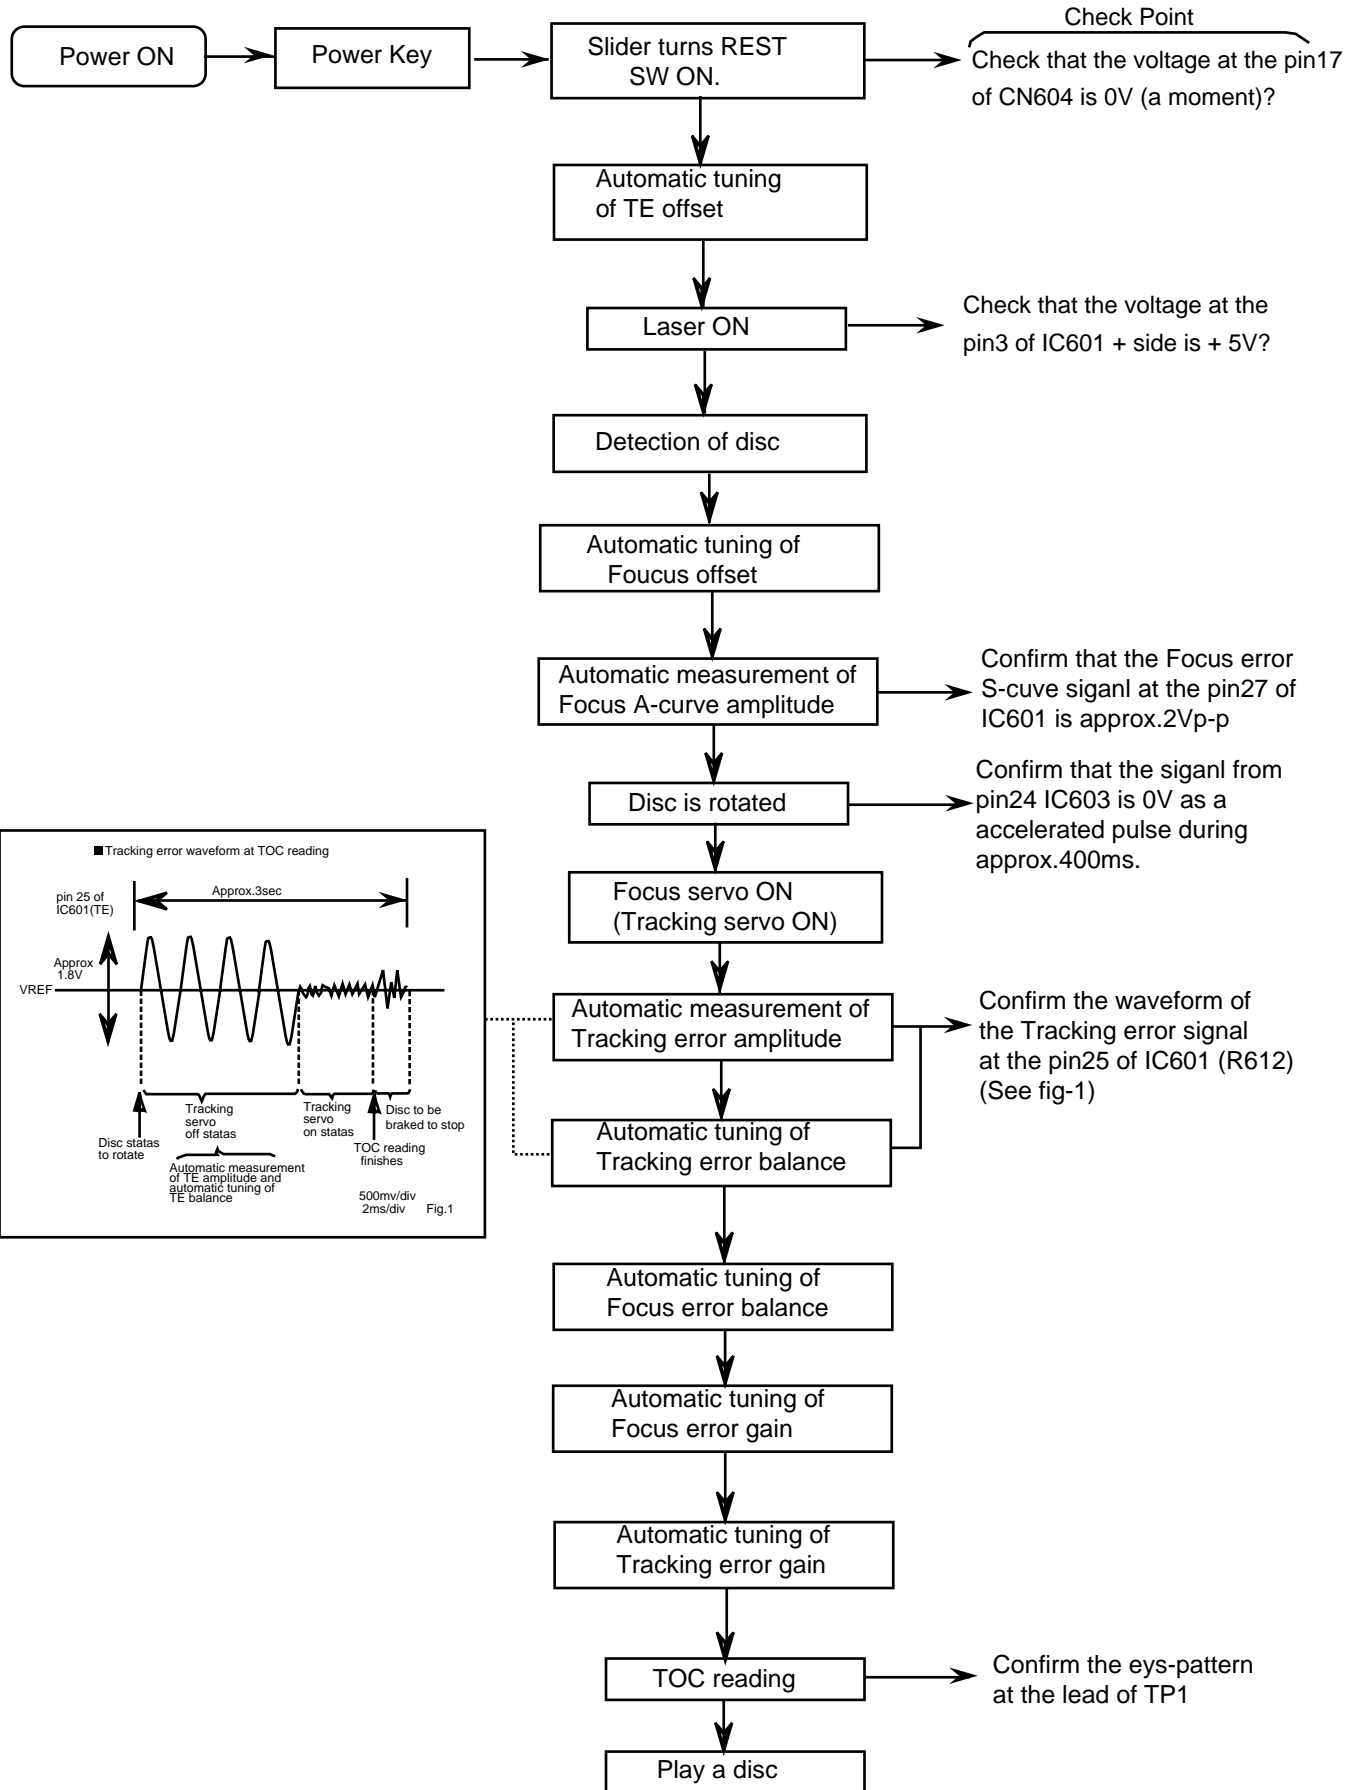 Check Point
Power ON
Power Key
Slider turns REST
SW ON.
Check that the voltage at the pin17
of CN604 is 0V (a moment)?
Automatic tuning
of TE offset
Laser ON
Check that the voltage at the
pin3 of IC601 + side is + 5V?
Detection of disc
Automatic tuning of
Foucus offset
Automatic measurement of
Focus A-curve amplitude
Confirm that the Focus error
S-cuve siganl at the pin27 of
IC601 is approx.2Vp-p
Disc is rotated
Confirm that the siganl from
pin24 IC603 is 0V as a
accelerated pulse during
approx.400ms.
Focus servo ON
(Tracking servo ON)
■Tracking error waveform at TOC reading
pin 25 of
IC601(TE)
Approx.3sec
Approx
1.8V
VREF
Disc statas
to rotate
Tracking
servo
off statas
Automatic measurement
of TE amplitude and
automatic tuning of
TE balance
Tracking
servo
on statas
TOC reading
finishes
Disc to be
braked to stop
500mv/div
2ms/div
Fig.1
Automatic measurement of
Tracking error amplitude
Confirm the waveform of
the Tracking error signal
at the pin25 of IC601 (R612)
(See fig-1)
Automatic tuning of
Tracking error balance
Automatic tuning of
Focus error balance
Automatic tuning of
Focus error gain
Automatic tuning of
Tracking error gain
TOC reading
Confirm the eys-pattern
at the lead of TP1
Play a disc